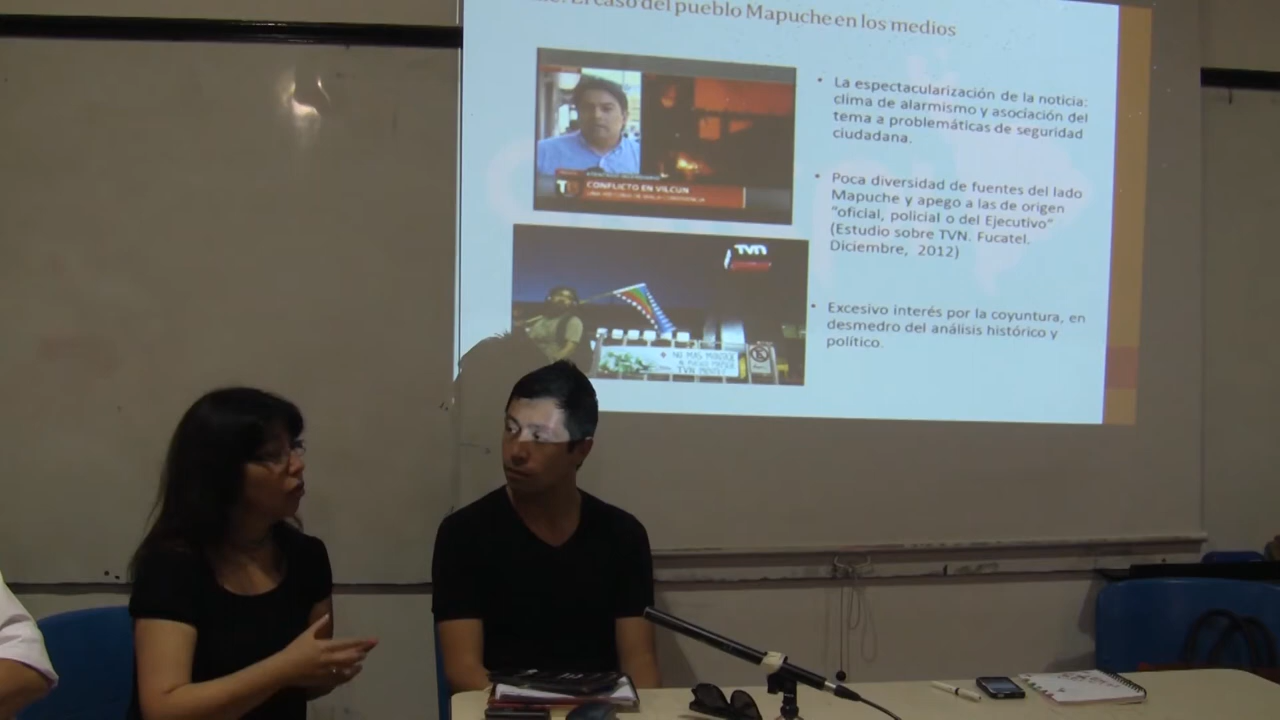 El caso del pueblo Mapuche en los medios
CONFLICTO EN VILCUN
tvn
NO MAS
TVN MIENTE
• La espectacularización de la noticia;
clima de alarmismo y asociación del
tema a problemáticas de seguridad
ciudadana.
• Poca diversidad de fuentes del lado
Mapuche y apego a las de origen
"oficial, policial o del Ejecutivo"
(Estudio sobre TVN. Fucatel.
Diciembre, 2012)
• Excesivo interés por la coyuntura, en
desmedro del análisis histórico y
político.